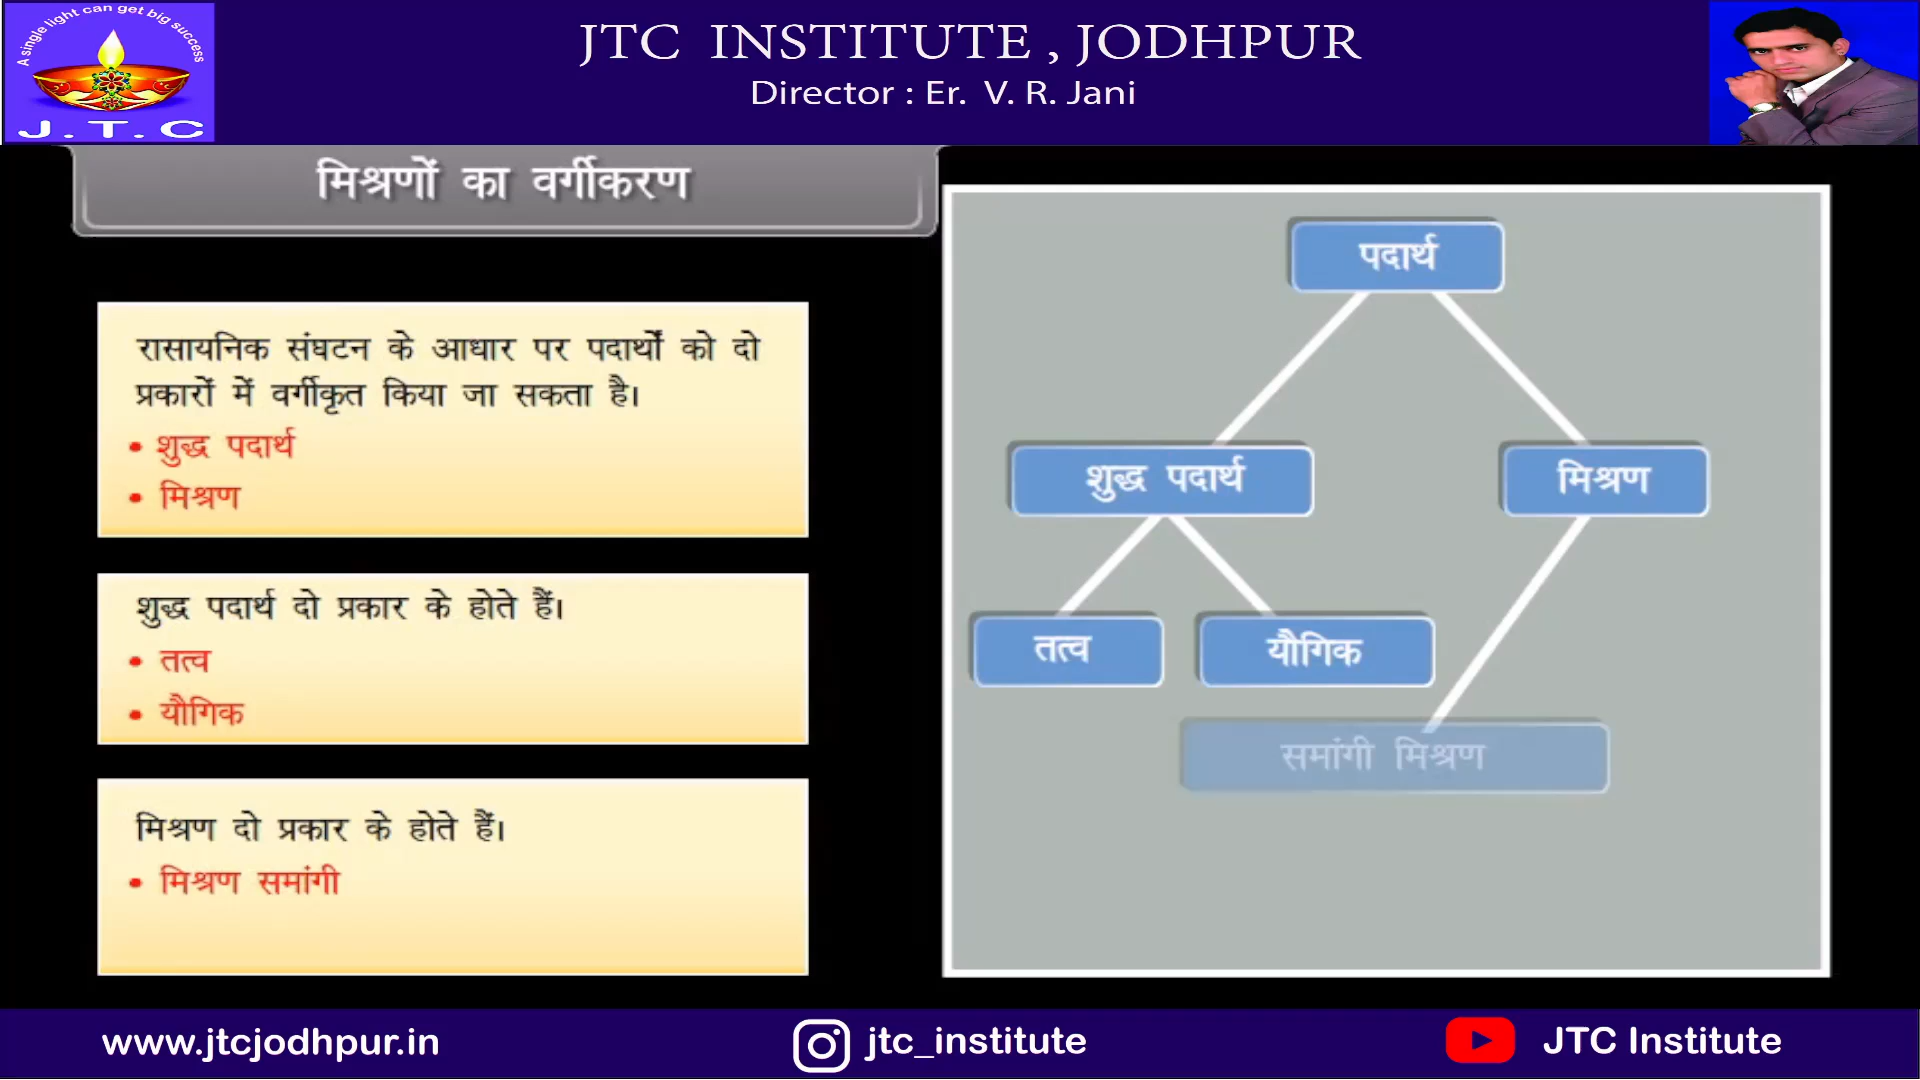 A single light can get big success
J.T.C
JTC INSTITUTE , JODHPUR
Director : Er. V. R. Jani
मिश्रणों का वर्गीकरण
रासायनिक संघटन के आधार पर पदार्थों को दो
प्रकारों में वर्गीकृत किया जा सकता है।
• शुद्ध पदार्थ
• मिश्रण
शुद्ध पदार्थ दो प्रकार के होते हैं।
• तत्व
• यौगिक
मिश्रण दो प्रकार के होते हैं।
• मिश्रण समांगी
पदार्थ
शुद्ध पदार्थ
मिश्रण
तत्व
यौगिक
समांगी मिश्रण
www.jtcjodhpur.in
jtc_institute
JTC Institute